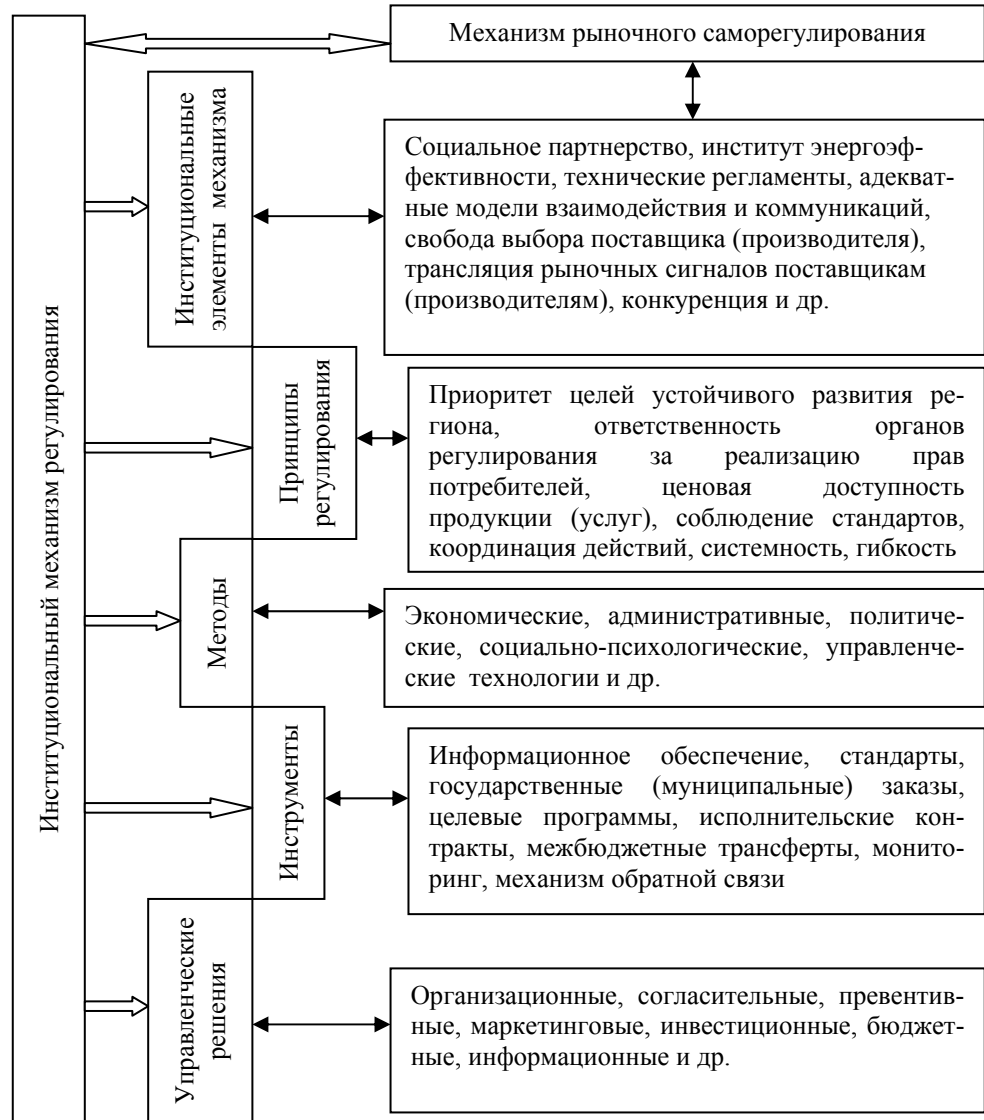 Институциональный механизм регулирования
Механизм рыночного саморегулирования
Институциональные
элементы механизма
Социальное партнерство, институт энергоэф-
фективности, технические регламенты, адекват-
ные модели взаимодействия и коммуникаций,
свобода выбора поставщика (производителя),
трансляция рыночных сигналов поставщикам
(производителям), конкуренция и др.
Принципы
регулирования
Приоритет целей устойчивого развития ре-
гиона, ответственность органов
регулирования за реализацию прав
потребителей, ценовая доступность
продукции (услуг), соблюдение стандартов,
координация действий, системность, гибкость
Методы
Экономические, административные, политиче-
ские, социально-психологические, управленче-
ские технологии и др.
Инструменты
Информационное обеспечение, стандарты,
государственные (муниципальные) заказы,
целевые программы, исполнительские кон-
тракты, межбюджетные трансферты, монито-
ринг, механизм обратной связи
Управленческие
решения
Организационные, согласительные, превентив-
ные, маркетинговые, инвестиционные, бюджет-
ные, информационные и др.